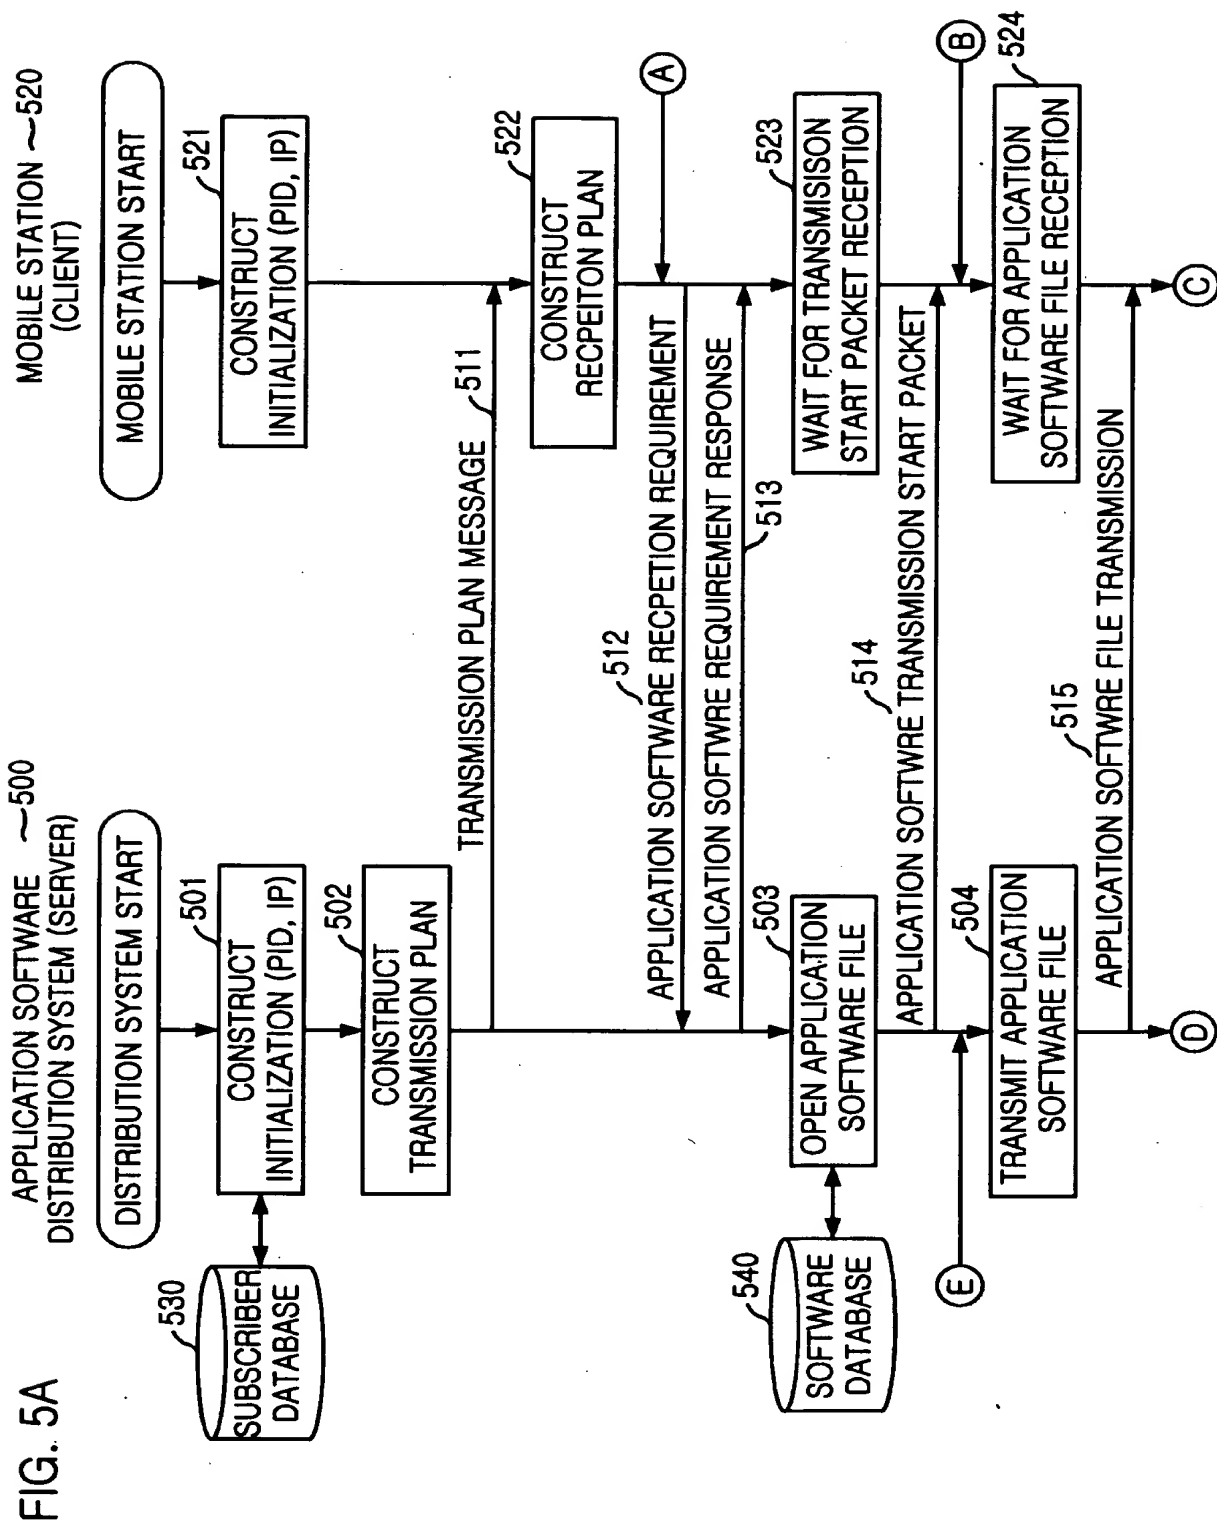 FIG. 5A
APPLICATION SOFTWARE
DISTRIBUTION SYSTEM (SERVER)
~500
MOBILE STATION ~520
(CLIENT)
DISTRIBUTION SYSTEM START
MOBILE STATION START
530
SUBSCRIBER
DATABASE
501
CONSTRUCT
INITIALIZATION (PID, IP)
521
CONSTRUCT
INITIALIZATION (PID, IP)
502
CONSTRUCT
TRANSMISSION PLAN
TRANSMISSION PLAN MESSAGE
511
522
CONSTRUCT
RECPEITON PLAN
A
512
APPLICATION SOFTWARE RECPETION REQUIREMENT
APPLICATION SOFTWRE REQUIREMENT RESPONSE
513
540
SOFTWARE
DATABASE
503
OPEN APPLICATION
SOFTWARE FILE
523
WAIT FOR TRANSMISISON
START PACKET RECEPTION
514
APPLICATION SOFTWRE TRANSMISSION START PACKET
E
B
504
TRANSMIT APPLICATION
SOFTWARE FILE
524
WAIT FOR APPLICATION
SOFTWARE FILE RECEPTION
515
APPLICATION SOFTWRE FILE TRANSMISSION
D
C